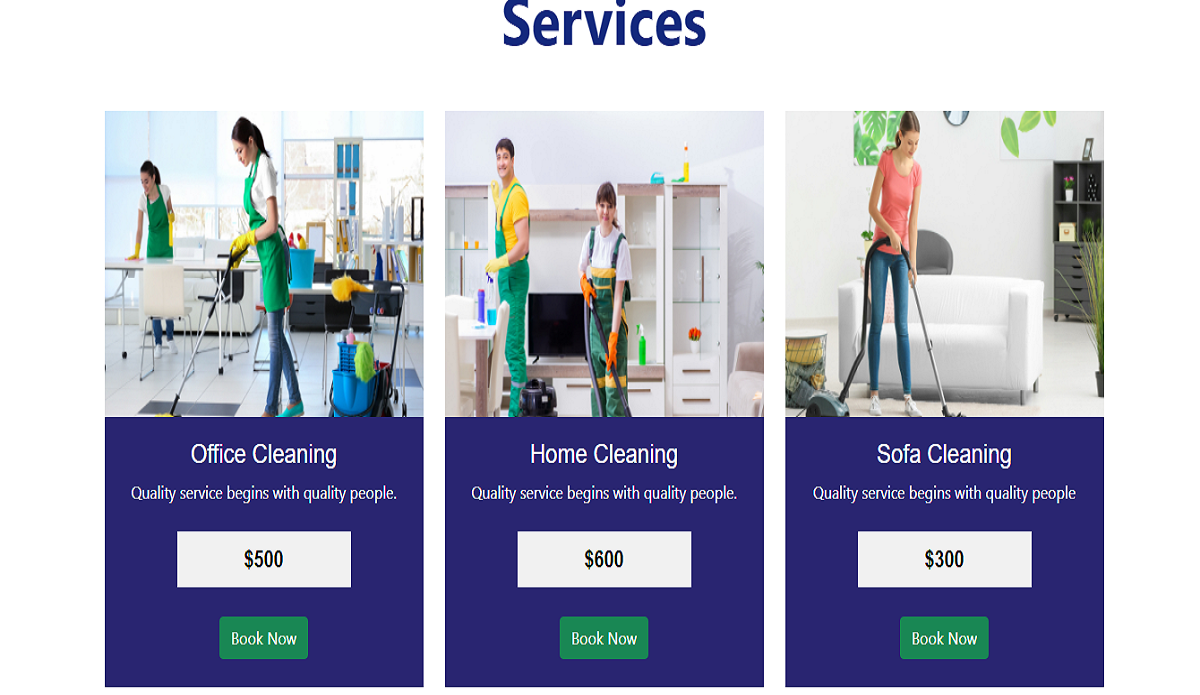 Services
Office Cleaning
Quality service begins with quality people.
$500
Book Now
Home Cleaning
Quality service begins with quality people.
$600
Book Now
Sofa Cleaning
Quality service begins with quality people
$300
Book Now